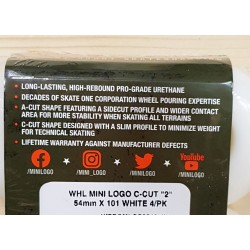 • LONG-LASTING, HIGH-REBOUND PRO-GRADE URETHANE
• DECADES OF SKATE ONE CORPORATION WHEEL POURING EXPERTISE
• A-CUT SHAPE FEATURING A SIDECUT PROFILE AND WIDER CONTACT
AREA FOR MORE STABILITY WHEN SKATING ALL TERRAINS
• C-CUT SHAPE DESIGNED WITH A SLIM PROFILE TO MINIMIZE WEIGHT
FOR TECHNICAL SKATING
• LIFETIME WARRANTY AGAINST MANUFACTURER DEFECTS
YouTube
/MINILOGO /MINILOGO /MINILOGO /MINILOGO
WHL MINI LOGO C-CUT "2"
54mm X 101 WHITE 4/PK